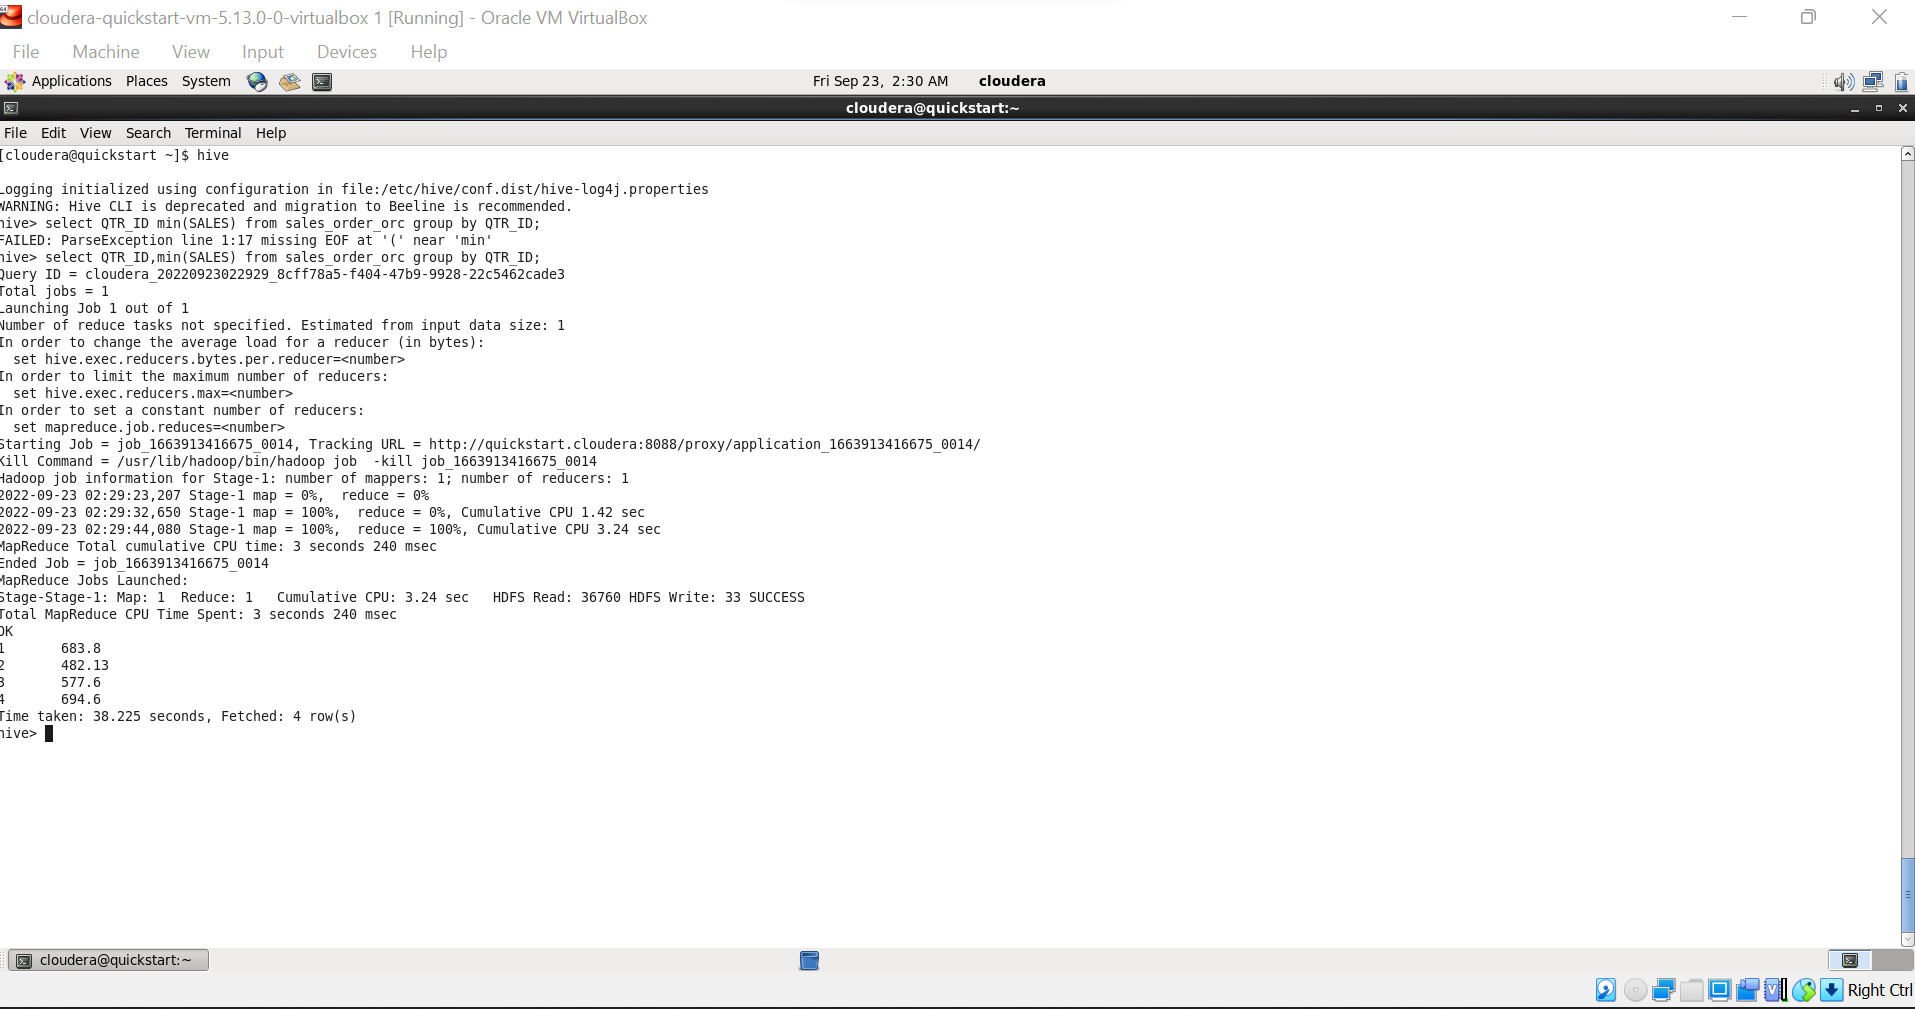 cloudera-quickstart-vm-5.13.0-0-virtualbox 1 [Running] - Oracle VM VirtualBox
File Machine View Input Devices Help
Applications Places System Fri Sep 23, 2:30 AM cloudera
cloudera@quickstart:~
File Edit View Search Terminal Help
[cloudera@quickstart ~]$ hive
Logging initialized using configuration in file:/etc/hive/conf.dist/hive-log4j.properties
WARNING: Hive CLI is deprecated and migration to Beeline is recommended.
hive> select QTR_ID min(SALES) from sales_order_orc group by QTR_ID;
FAILED: ParseException line 1:17 missing EOF at '(' near 'min'
hive> select QTR_ID,min(SALES) from sales_order_orc group by QTR_ID;
Query ID = cloudera_20220923022929_8cff78a5-f404-47b9-9928-22c5462cade3
Total jobs = 1
Launching Job 1 out of 1
Number of reduce tasks not specified. Estimated from input data size: 1
In order to change the average load for a reducer (in bytes):
  set hive.exec.reducers.bytes.per.reducer=<number>
In order to limit the maximum number of reducers:
  set hive.exec.reducers.max=<number>
In order to set a constant number of reducers:
  set mapreduce.job.reduces=<number>
Starting Job = job_1663913416675_0014, Tracking URL = http://quickstart.cloudera:8088/proxy/application_1663913416675_0014/
Kill Command = /usr/lib/hadoop/bin/hadoop job  -kill job_1663913416675_0014
Hadoop job information for Stage-1: number of mappers: 1; number of reducers: 1
2022-09-23 02:29:23,207 Stage-1 map = 0%,  reduce = 0%
2022-09-23 02:29:32,650 Stage-1 map = 100%,  reduce = 0%, Cumulative CPU 1.42 sec
2022-09-23 02:29:44,080 Stage-1 map = 100%,  reduce = 100%, Cumulative CPU 3.24 sec
MapReduce Total cumulative CPU time: 3 seconds 240 msec
Ended Job = job_1663913416675_0014
MapReduce Jobs Launched:
Stage-Stage-1: Map: 1  Reduce: 1   Cumulative CPU: 3.24 sec   HDFS Read: 36760 HDFS Write: 33 SUCCESS
Total MapReduce CPU Time Spent: 3 seconds 240 msec
OK
1       683.8
2       482.13
3       577.6
4       694.6
Time taken: 38.225 seconds, Fetched: 4 row(s)
hive>
cloudera@quickstart:~
Right Ctrl